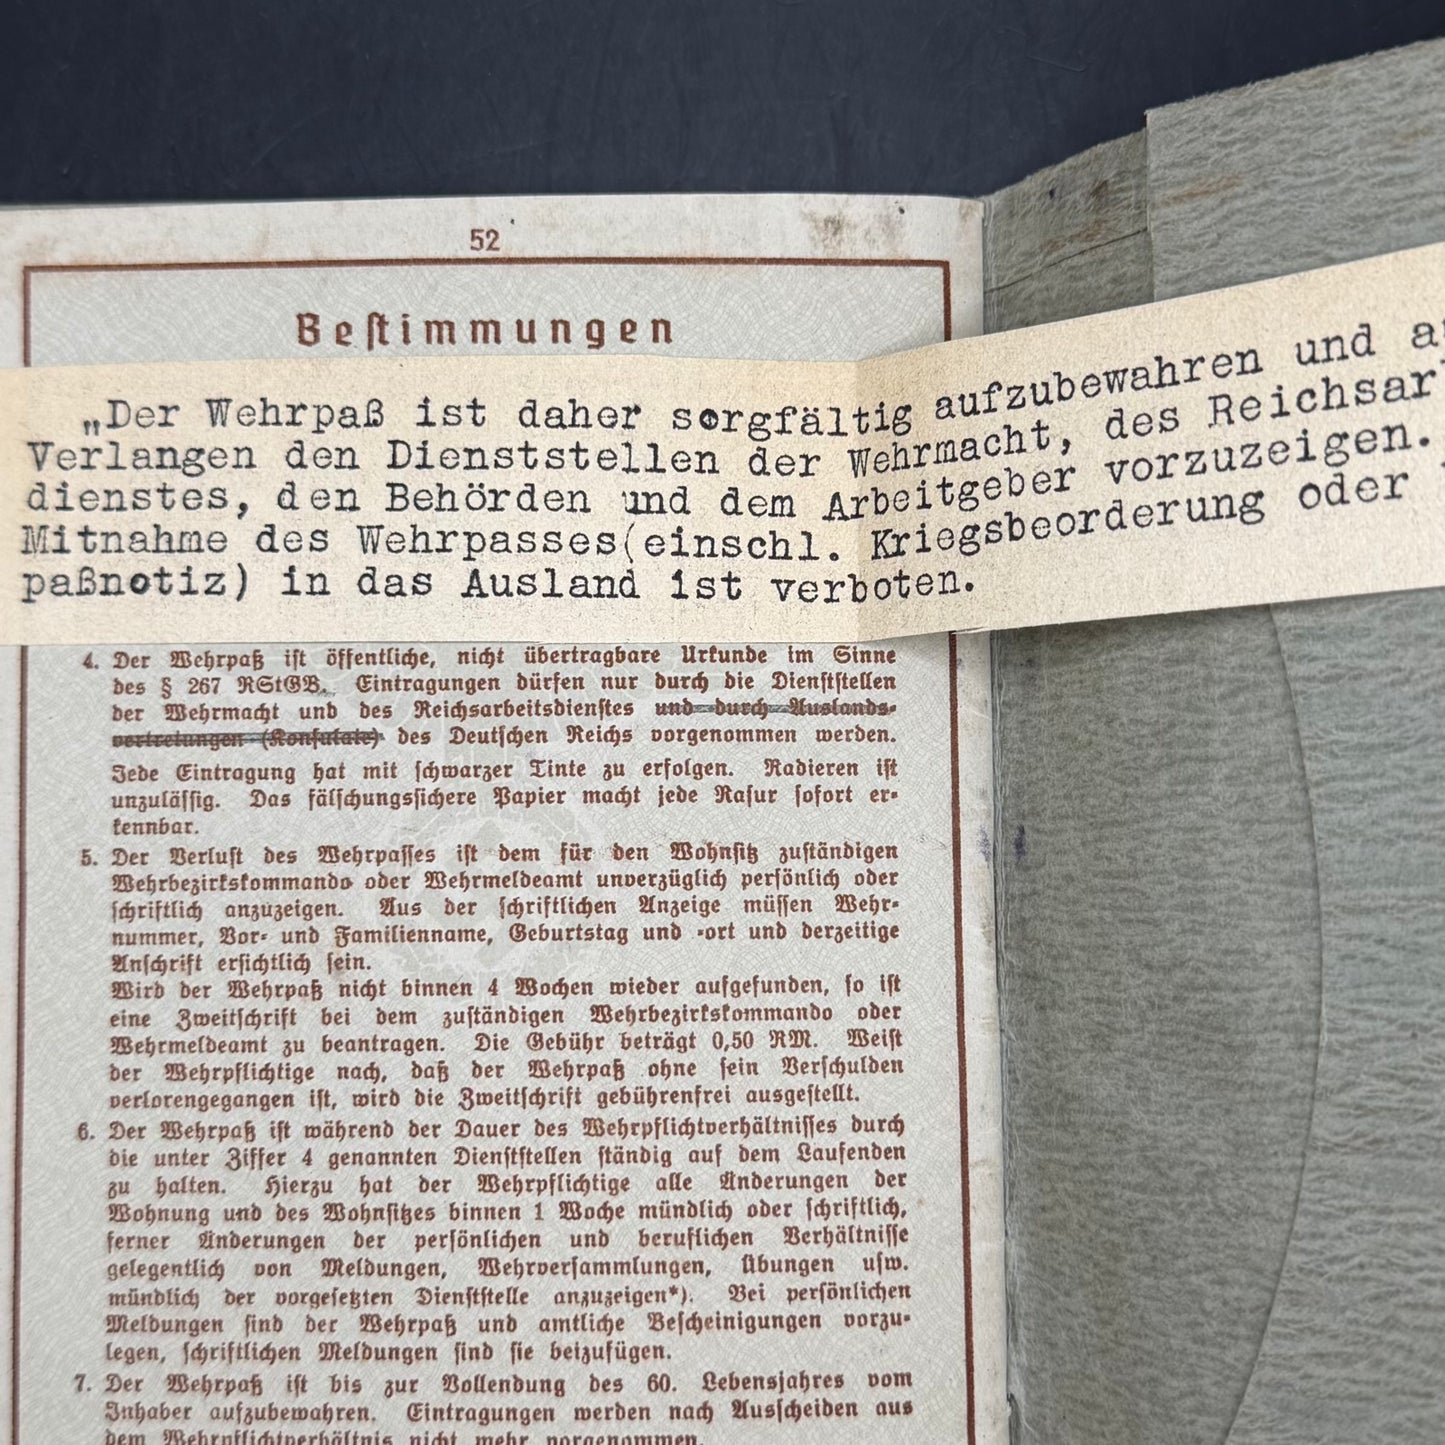 52
Bestimmungen
„Der Wehrpaß ist daher sorgfältig aufzubewahren und
Verlangen den Dienststellen der Wehrmacht, des Reichsar
dienstes, den Behörden und dem Arbeitgeber vorzuzeigen.
Mitnahme des Wehrpasses(einschl. Kriegsbeorderung oder
paßnotiz) in das Ausland ist verboten.
4. Der Wehrpaß ist öffentliche, nicht übertragbare Urkunde im Sinne
des § 267 RStGB. Eintragungen dürfen nur durch die Dienststellen
der Wehrmacht und des Reichsarbeitsdienstes und durch Auslands-
vertretungen (Konsulate) des Deutschen Reichs vorgenommen werden.
Jede Eintragung hat mit schwarzer Tinte zu erfolgen. Radieren ist
unzulässig. Das fälschungssichere Papier macht jede Rasur sofort er-
kennbar.
5. Der Verlust des Wehrpasses ist dem für den Wohnsitz zuständigen
Wehrbezirkskommando oder Wehrmeldeamt unverzüglich persönlich oder
schriftlich anzuzeigen. Aus der schriftlichen Anzeige müssen Wehr-
nummer, Vor- und Familienname, Geburtstag und -ort und derzeitige
Anschrift ersichtlich sein.
Wird der Wehrpaß nicht binnen 4 Wochen wieder aufgefunden, so ist
eine Zweitschrift bei dem zuständigen Wehrbezirkskommando oder
Wehrmeldeamt zu beantragen. Die Gebühr beträgt 0,50 RM. Weist
der Wehrpflichtige nach, daß der Wehrpaß ohne sein Verschulden
verlorengegangen ist, wird die Zweitschrift gebührenfrei ausgestellt.
6. Der Wehrpaß ist während der Dauer des Wehrpflichtverhältnisses durch
die unter Ziffer 4 genannten Dienststellen ständig auf dem Laufenden
zu halten. Hierzu hat der Wehrpflichtige alle Änderungen der
Wohnung und des Wohnsitzes binnen 1 Woche mündlich oder schriftlich,
ferner Änderungen der persönlichen und beruflichen Verhältnisse
gelegentlich von Meldungen, Wehrversammlungen, Übungen usw.
mündlich der vorgesetzten Dienststelle anzuzeigen*). Bei persönlichen
Meldungen sind der Wehrpaß und amtliche Bescheinigungen vorzu-
legen, schriftlichen Meldungen sind sie beizufügen.
7. Der Wehrpaß ist bis zur Vollendung des 60. Lebensjahres vom
Inhaber aufzubewahren. Eintragungen werden nach Ausscheiden aus
dem Wehrpflichtverhältnis nicht mehr vorgenommen.